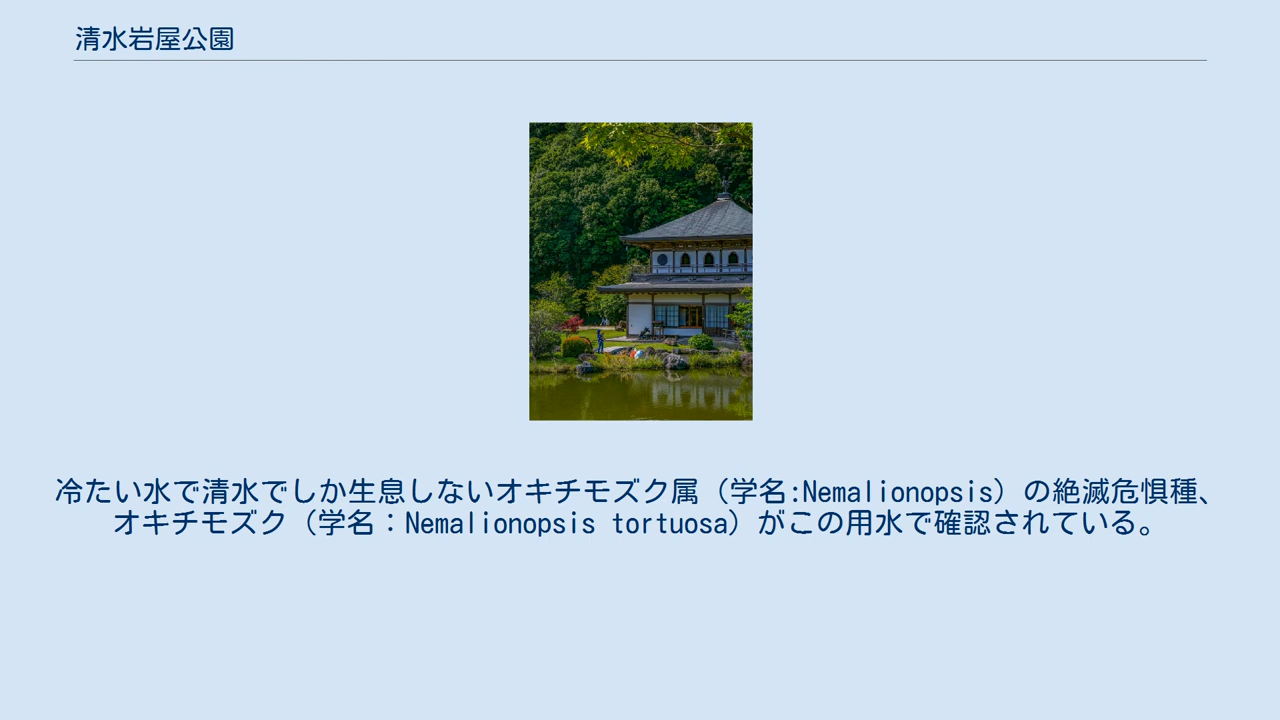 清水岩屋公園
冷たい水で清水でしか生息しないオキチモズク属（学名:Nemalionopsis）の絶滅危惧種、
オキチモズク（学名：Nemalionopsis tortuosa）がこの用水で確認されている。